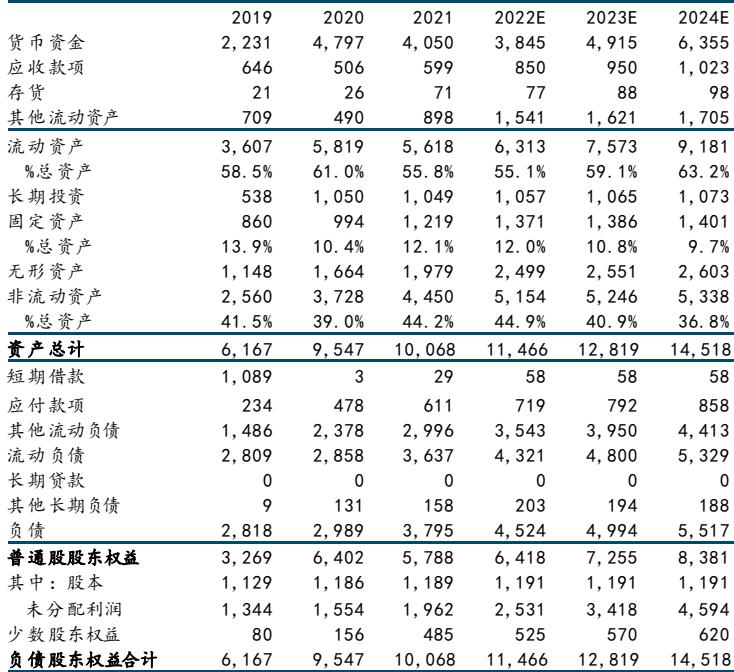 2019 2020 2021 2022E 2023E 2024E
货币资金 2,231 4,797 4,050 3,845 4,915 6,355
应收款项 646 506 599 850 950 1,023
存货 21 26 71 77 88 98
其他流动资产 709 490 898 1,541 1,621 1,705
流动资产 3,607 5,819 5,618 6,313 7,573 9,181
%总资产 58.5% 61.0% 55.8% 55.1% 59.1% 63.2%
长期投资 538 1,050 1,049 1,057 1,065 1,073
固定资产 860 994 1,219 1,371 1,386 1,401
%总资产 13.9% 10.4% 12.1% 12.0% 10.8% 9.7%
无形资产 1,148 1,664 1,979 2,499 2,551 2,603
非流动资产 2,560 3,728 4,450 5,154 5,246 5,338
%总资产 41.5% 39.0% 44.2% 44.9% 40.9% 36.8%
资产总计 6,167 9,547 10,068 11,466 12,819 14,518
短期借款 1,089 3 29 58 58 58
应付款项 234 478 611 719 792 858
其他流动负债 1,486 2,378 2,996 3,543 3,950 4,413
流动负债 2,809 2,858 3,637 4,321 4,800 5,329
长期贷款 0 0 0 0 0 0
其他长期负债 9 131 158 203 194 188
负债 2,818 2,989 3,795 4,524 4,994 5,517
普通股股东权益 3,269 6,402 5,788 6,418 7,255 8,381
其中：股本 1,129 1,186 1,189 1,191 1,191 1,191
未分配利润 1,344 1,554 1,962 2,531 3,418 4,594
少数股东权益 80 156 485 525 570 620
负债股东权益合计 6,167 9,547 10,068 11,466 12,819 14,518